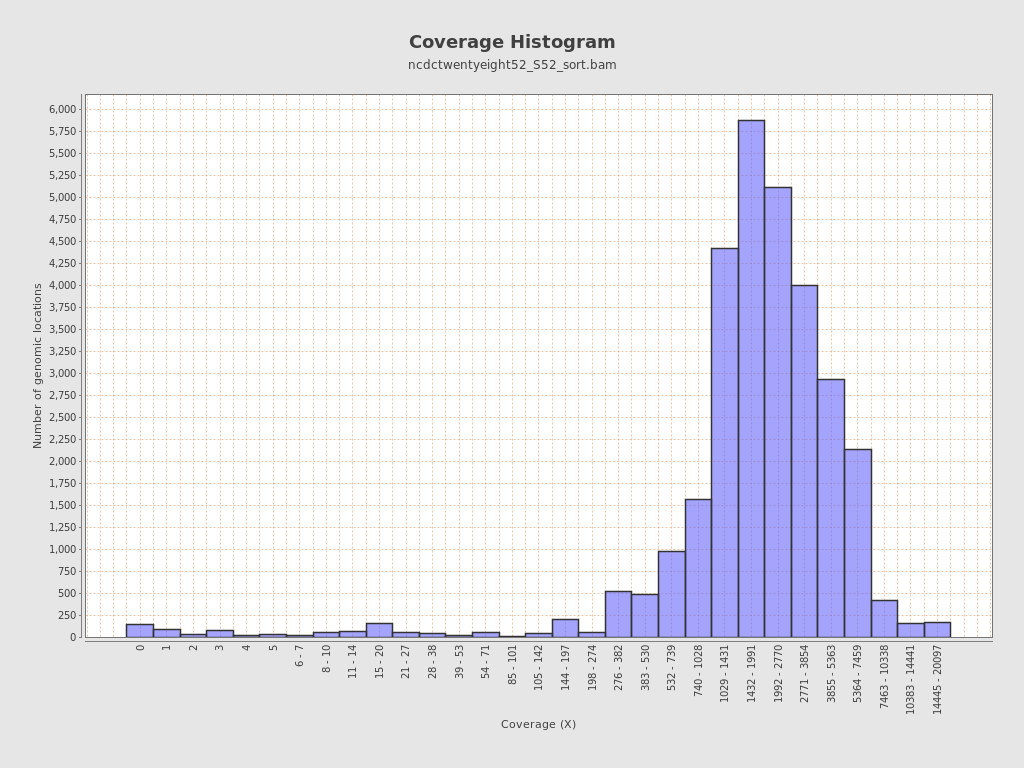 Coverage Histogram
ncdctwentyeight52_S52_sort.bam
Number of genomic locations
6,000
5,750
5,500
5,250
5,000
4,750
4,500
4,250
4,000
3,750
3,500
3,250
3,000
2,750
2,500
2,250
2,000
1,750
1,500
1,250
1,000
750
500
250
0
0
1
2
3
4
5
6 - 7
8 - 10
11 - 14
15 - 20
21 - 27
28 - 38
39 - 53
54 - 71
85 - 101
105 - 142
144 - 197
198 - 274
276 - 382
383 - 530
532 - 739
740 - 1028
1029 - 1431
1432 - 1991
1992 - 2770
2771 - 3854
3855 - 5363
5364 - 7459
7463 - 10338
10383 - 14441
14445 - 20097
Coverage (X)